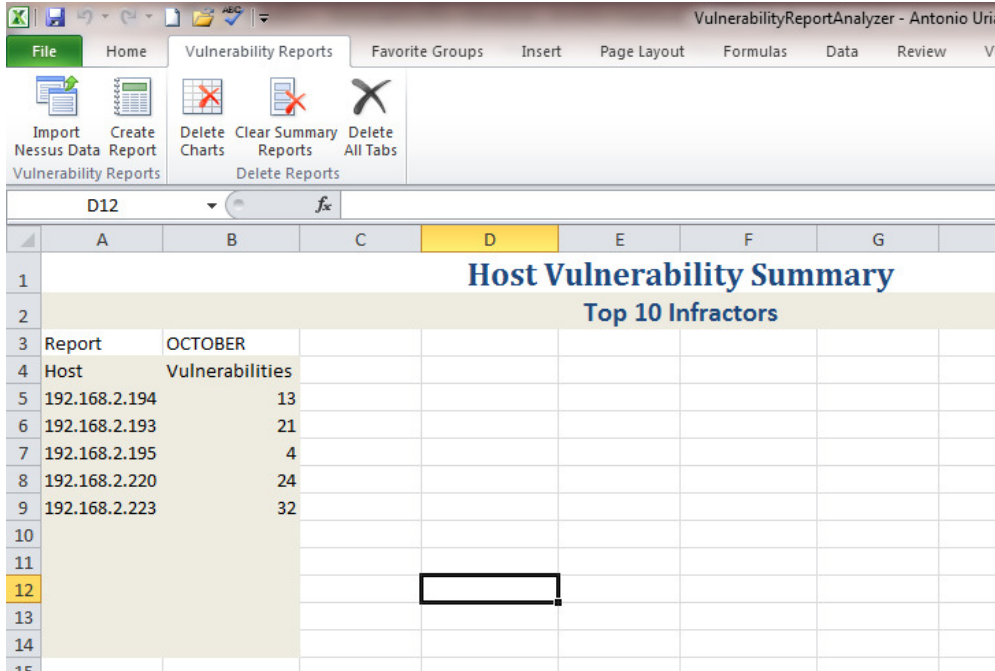 VulnerabilityReportAnalyzer - Antonio Uri
File Home Vulnerability Reports Favorite Groups Insert Page Layout Formulas Data Review V
Import Nessus Data
Create Report
Delete Charts
Clear Summary Reports
Delete All Tabs
Vulnerability Reports Delete Reports
D12 fx
A B C D E F G
1 Host Vulnerability Summary
2 Top 10 Infractors
3 Report OCTOBER
4 Host Vulnerabilities
5 192.168.2.194 13
6 192.168.2.193 21
7 192.168.2.195 4
8 192.168.2.220 24
9 192.168.2.223 32
10
11
12
13
14
15